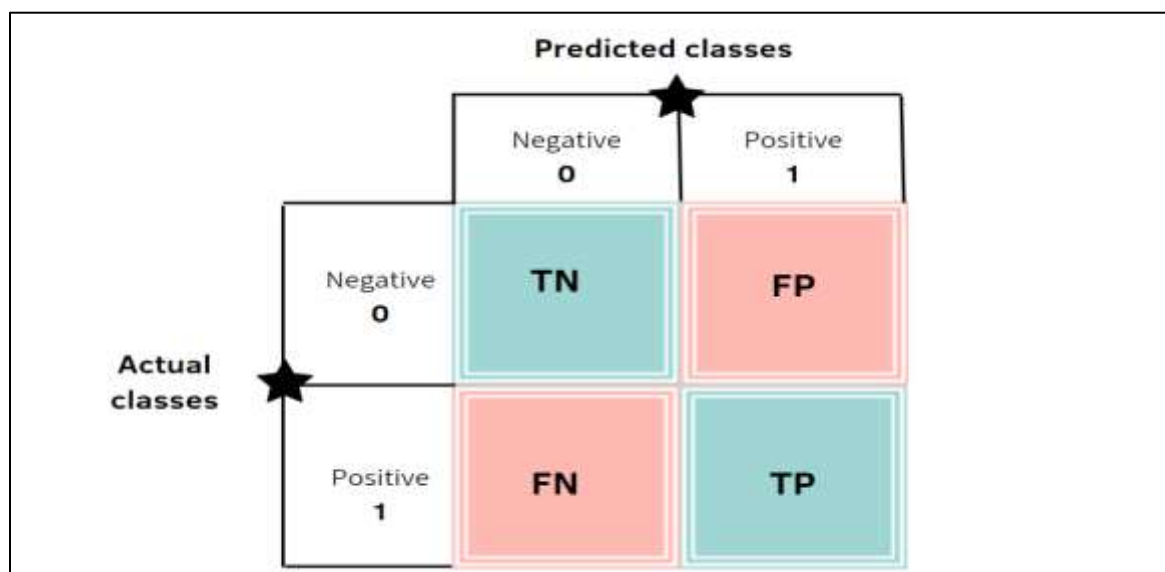 Predicted classes
Negative
0
Positive
1
Negative
0
TN
FP
Actual
classes
Positive
1
FN
TP